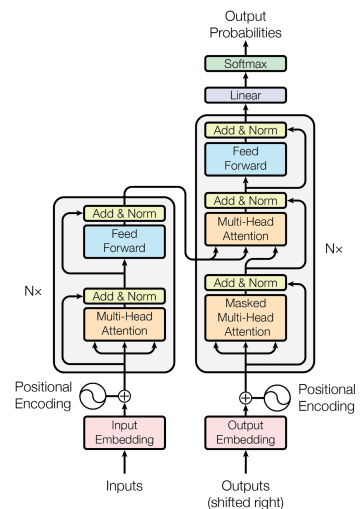 Output
Probabilities
Softmax
Linear
Add & Norm
Feed
Forward
Add & Norm
Multi-Head
Attention
Add & Norm
Masked
Multi-Head
Attention
N×
Add & Norm
Feed
Forward
Add & Norm
Multi-Head
Attention
N×
Positional
Encoding
Positional
Encoding
Input
Embedding
Output
Embedding
Inputs
Outputs
(shifted right)